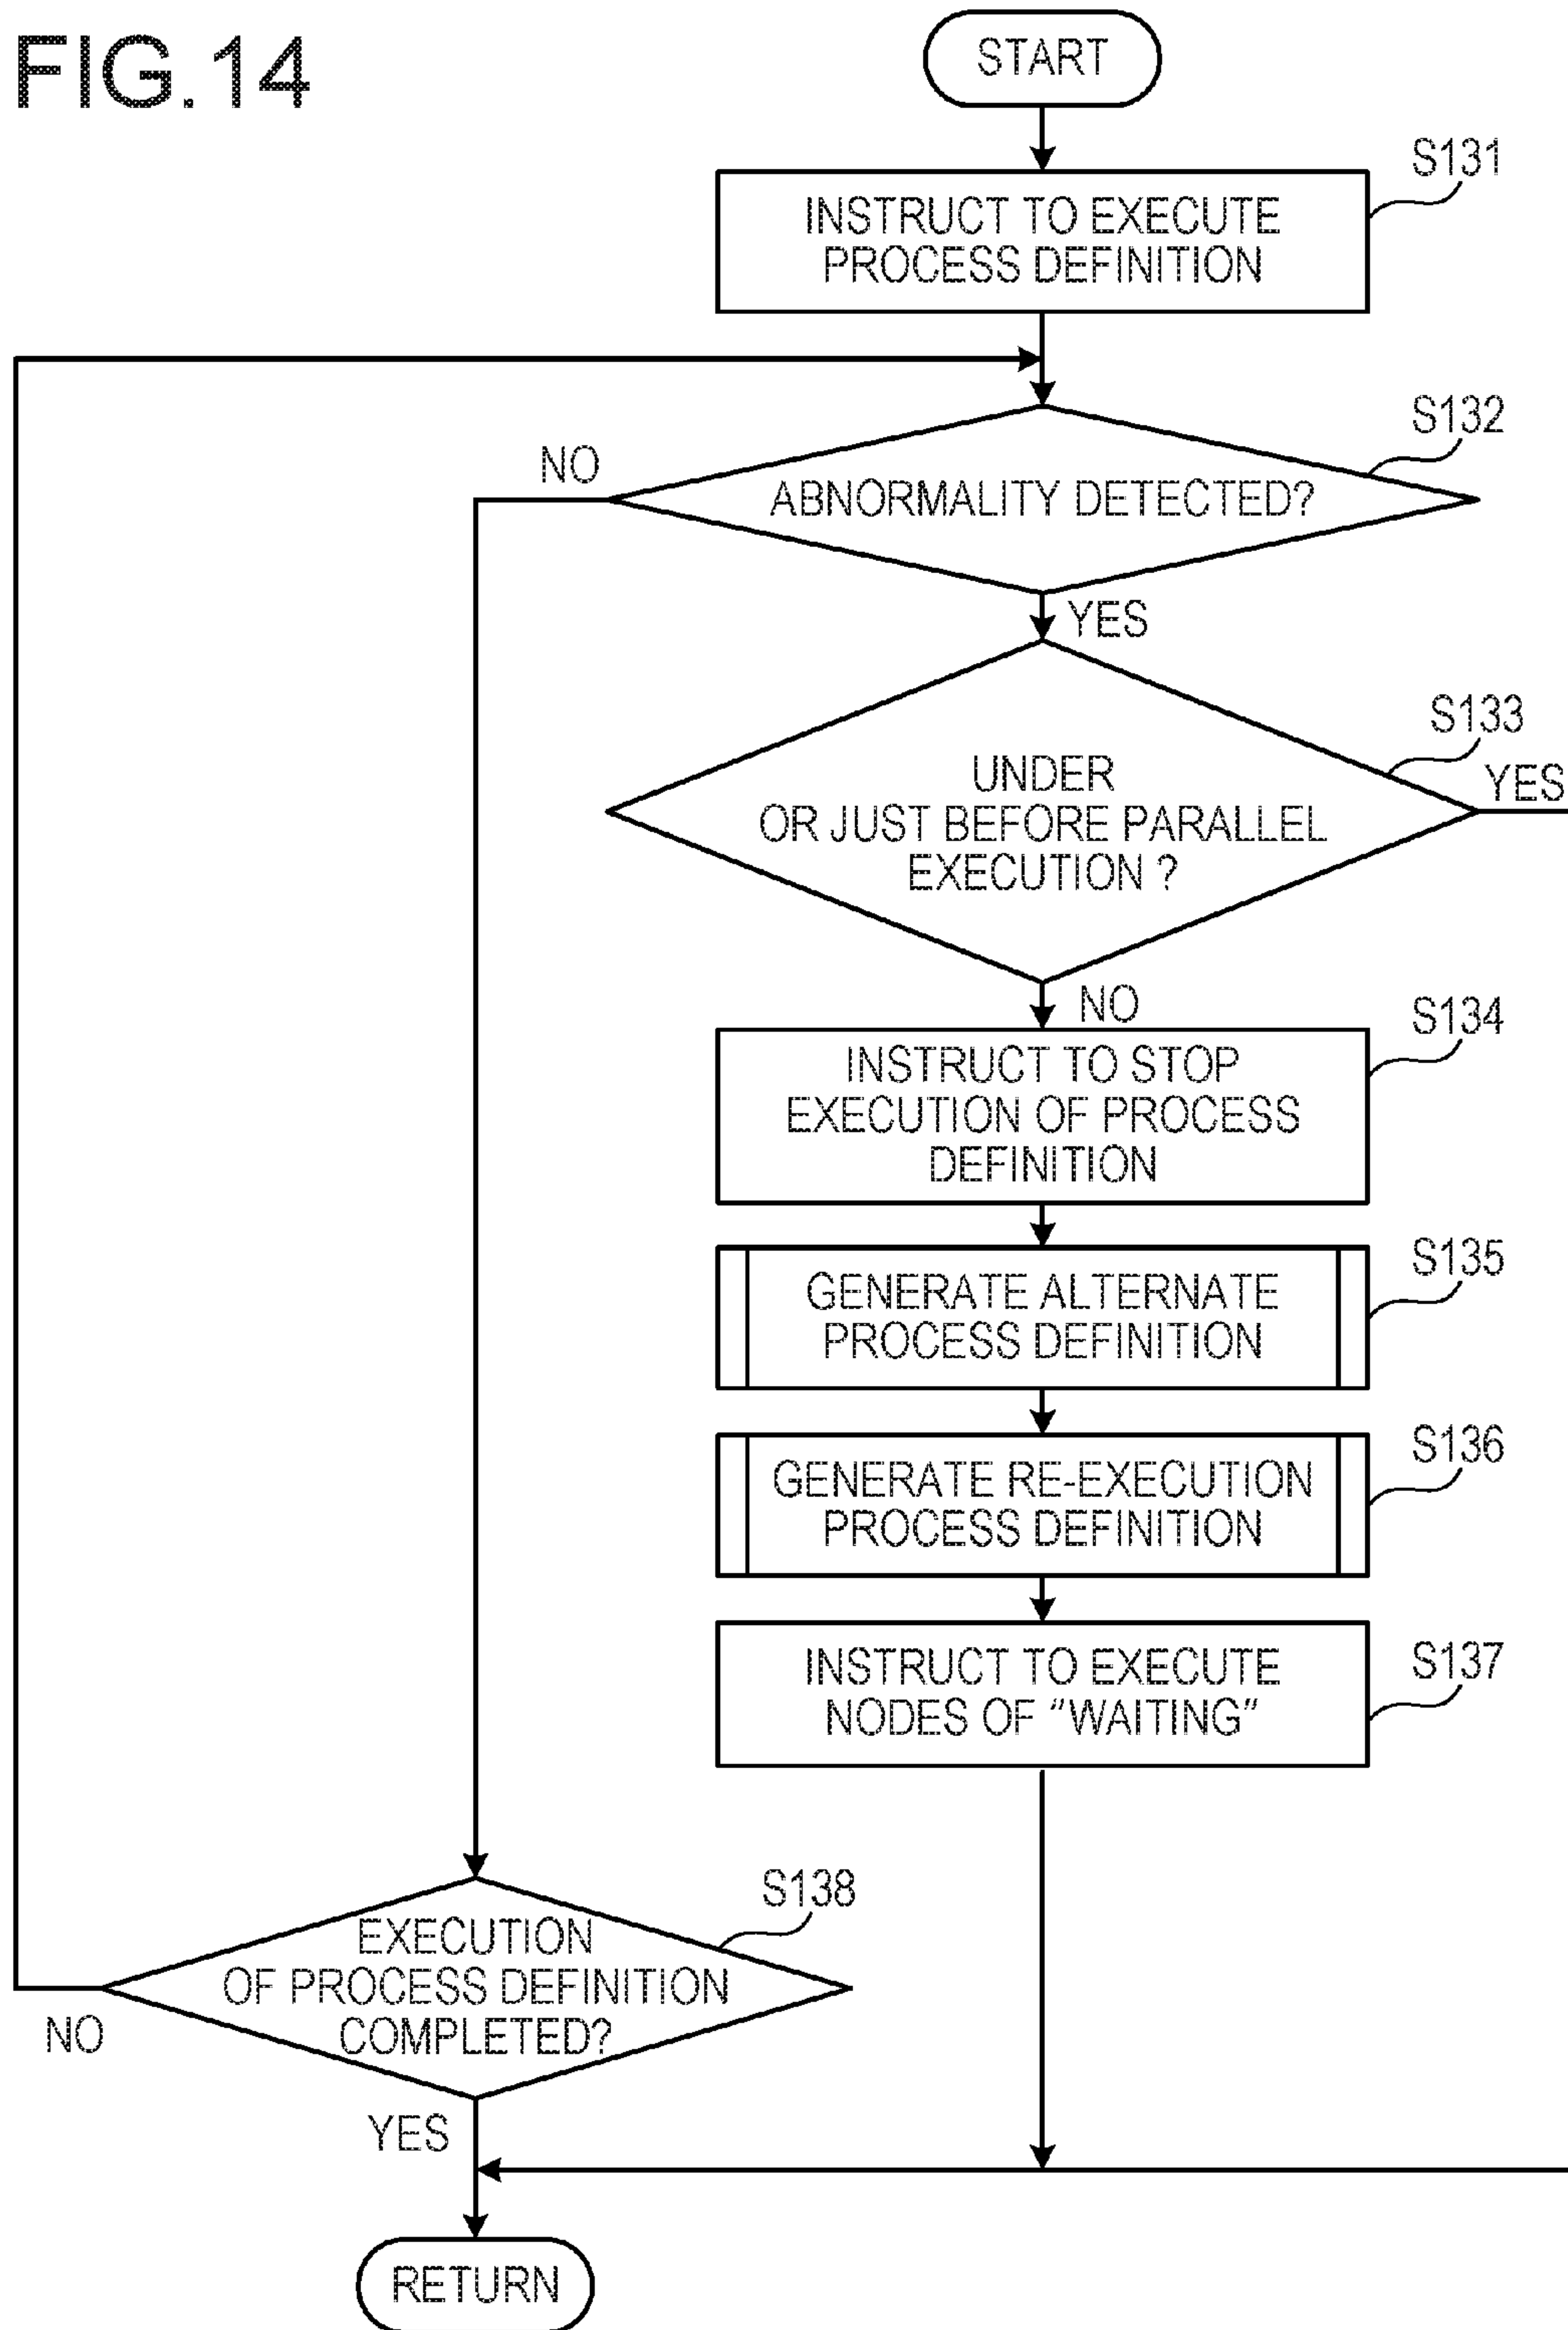 FIG.14
START
S131
INSTRUCT TO EXECUTE
PROCESS DEFINITION
S132
NO
ABNORMALITY DETECTED?
YES
S133
YES
UNDER
OR JUST BEFORE PARALLEL
EXECUTION ?
NO
S134
INSTRUCT TO STOP
EXECUTION OF PROCESS
DEFINITION
S135
GENERATE ALTERNATE
PROCESS DEFINITION
S136
GENERATE RE-EXECUTION
PROCESS DEFINITION
S137
INSTRUCT TO EXECUTE
NODES OF "WAITING"
S138
EXECUTION
OF PROCESS DEFINITION
COMPLETED?
NO
YES
RETURN